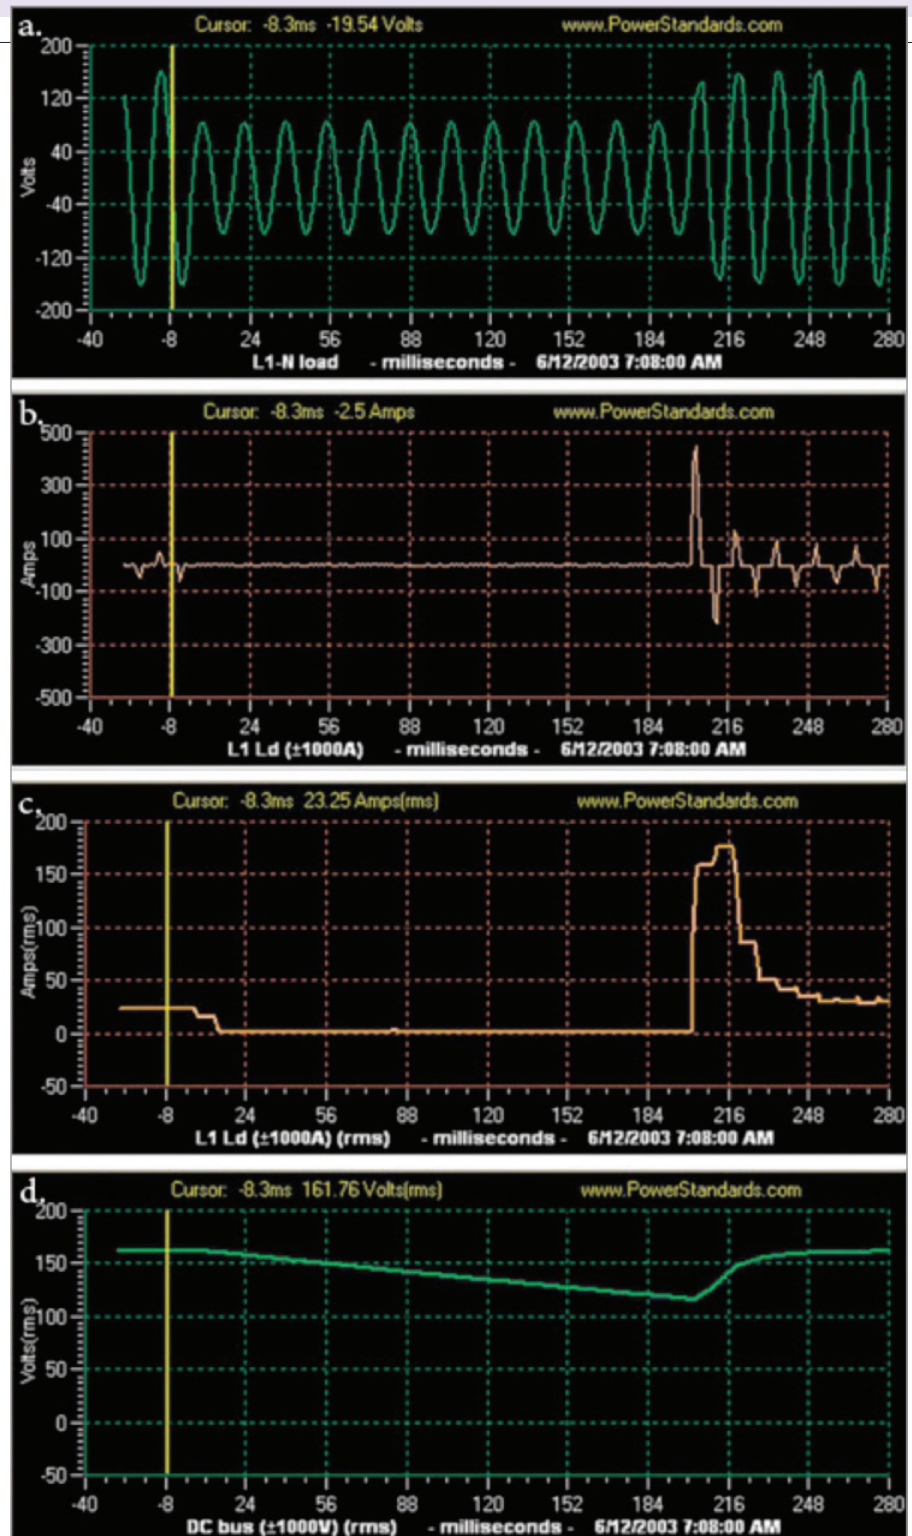 a.
Cursor: -8.3ms -19.54 Volts www.PowerStandards.com
200
120
40
-40
-120
-200
Volts
-40 -8 24 56 88 120 152 184 216 248 280
L1-N load - milliseconds - 6/12/2003 7:08:00 AM
b.
Cursor: -8.3ms -2.5 Amps www.PowerStandards.com
500
300
100
-100
-300
-500
Amps
-40 -8 24 56 88 120 152 184 216 248 280
L1 Ld (±1000A) - milliseconds - 6/12/2003 7:08:00 AM
c.
Cursor: -8.3ms 23.25 Amps(rms) www.PowerStandards.com
200
150
100
50
0
-50
Amps(rms)
-40 -8 24 56 88 120 152 184 216 248 280
L1 Ld (±1000A) (rms) - milliseconds - 6/12/2003 7:08:00 AM
d.
Cursor: -8.3ms 161.76 Volts(rms) www.PowerStandards.com
200
150
100
50
0
-50
Volts(rms)
-40 -8 24 56 88 120 152 184 216 248 280
DC bus (±1000V) (rms) - milliseconds - 6/12/2003 7:08:00 AM